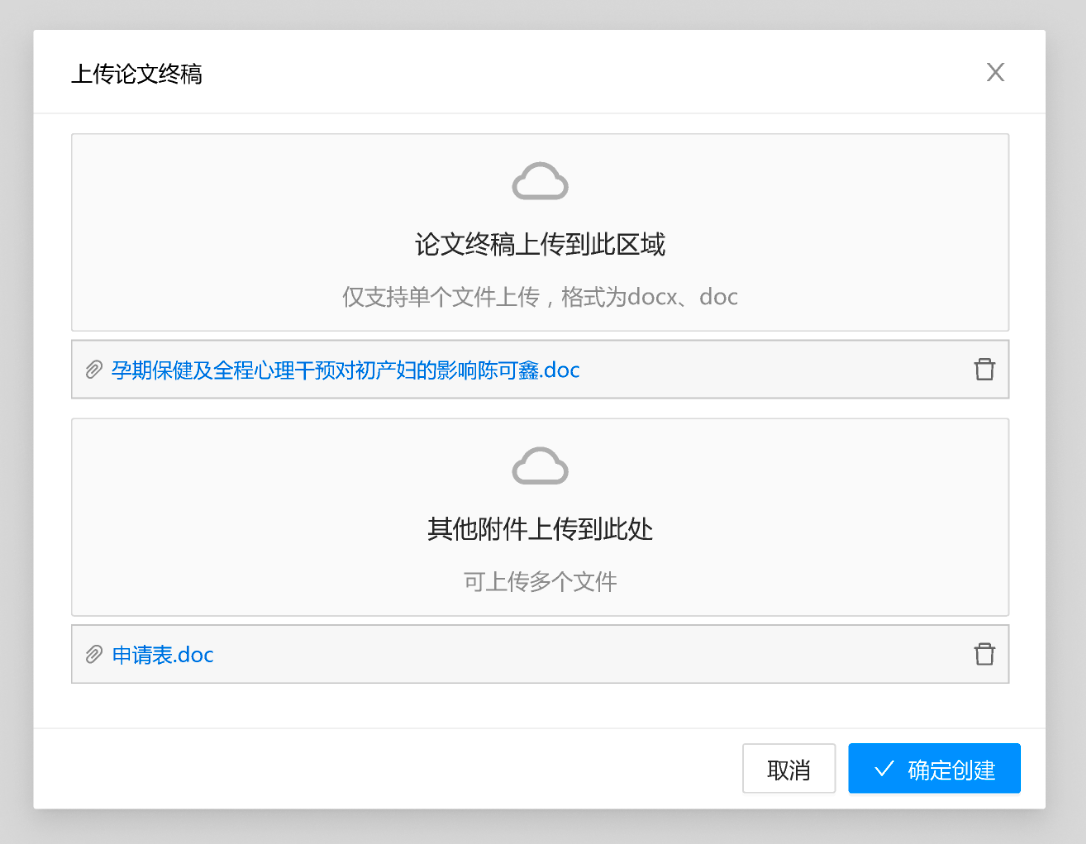 上传论文终稿
论文终稿上传到此区域
仅支持单个文件上传，格式为docx、doc
孕期保健及全程心理干预对初产妇的影响陈可鑫.doc
其他附件上传到此处
可上传多个文件
申请表.doc
取消
确定创建